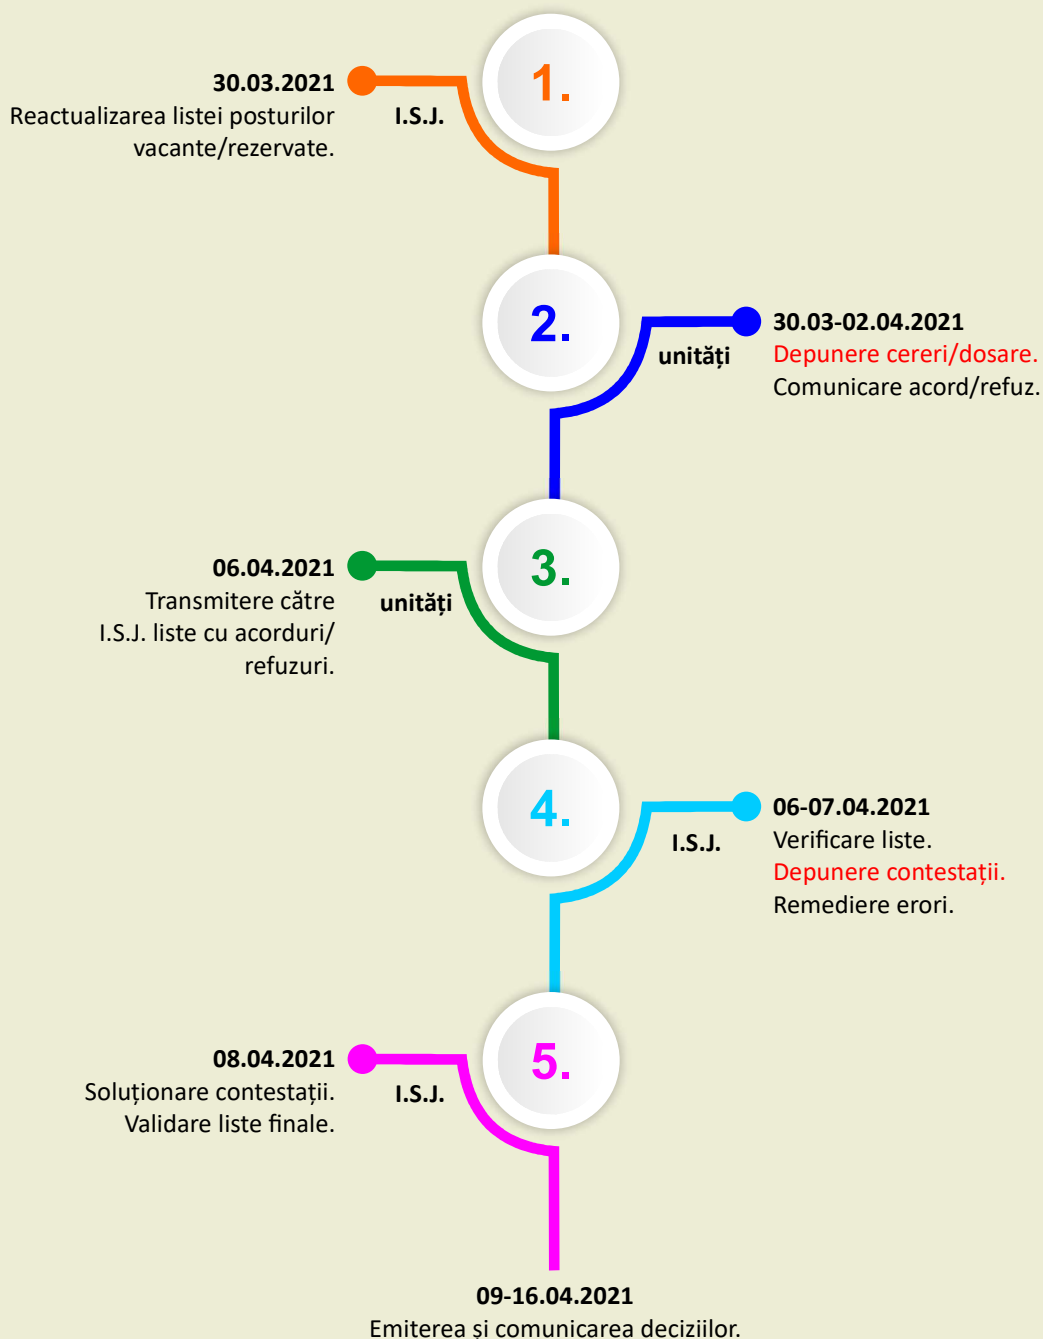 1.
30.03.2021
Reactualizarea listei posturilor
vacante/rezervate.
I.S.J.
2.
30.03-02.04.2021
Depunere cereri/dosare.
Comunicare acord/refuz.
unități
3.
06.04.2021
Transmitere către
I.S.J. liste cu acorduri/
refuzuri.
unități
4.
06-07.04.2021
Verificare liste.
Depunere contestații.
Remediere erori.
I.S.J.
5.
08.04.2021
Soluționare contestații.
Validare liste finale.
I.S.J.
09-16.04.2021
Emiterea și comunicarea deciziilor.